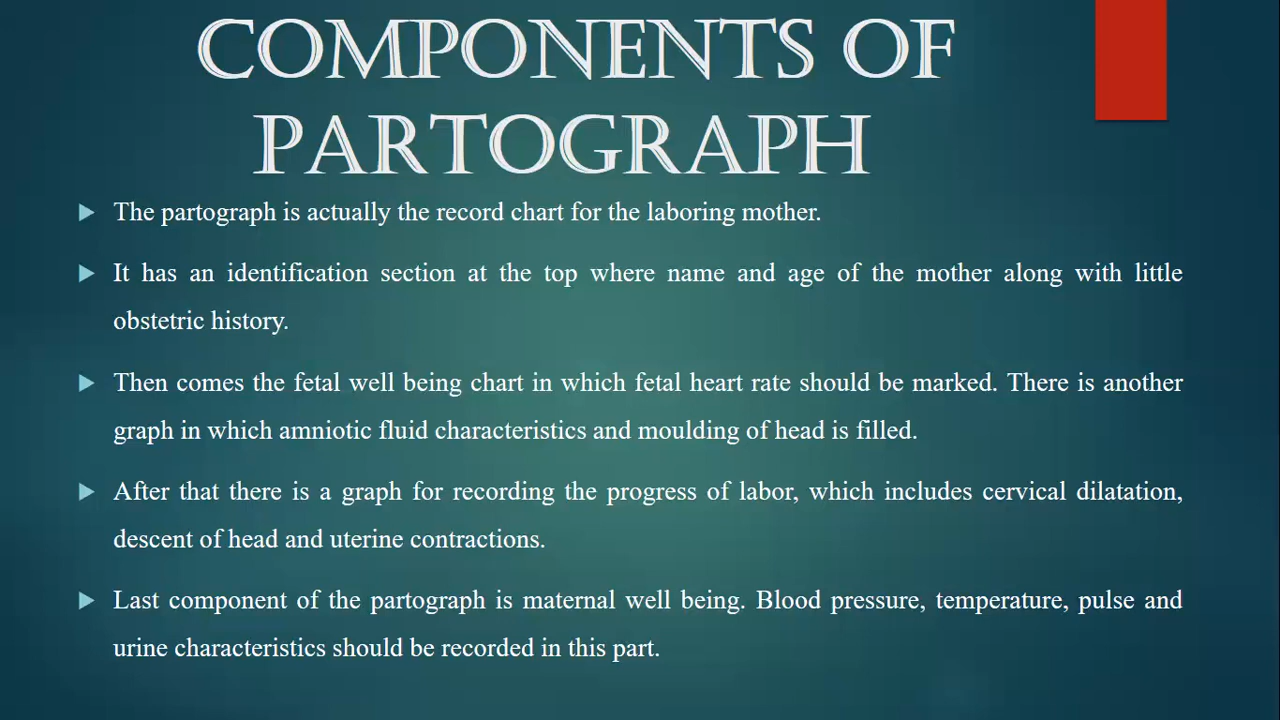 COMPONENTS OF
PARTOGRAPH
The partograph is actually the record chart for the laboring mother.
It has an identification section at the top where name and age of the mother along with little
obstetric history.
Then comes the fetal well being chart in which fetal heart rate should be marked. There is another
graph in which amniotic fluid characteristics and moulding of head is filled.
After that there is a graph for recording the progress of labor, which includes cervical dilatation,
descent of head and uterine contractions.
Last component of the partograph is maternal well being. Blood pressure, temperature, pulse and
urine characteristics should be recorded in this part.